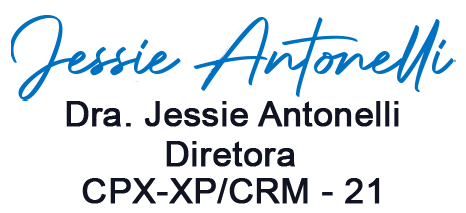 Jessie Antonelli
Dra. Jessie Antonelli
Diretora
CPX-XP/CRM - 21